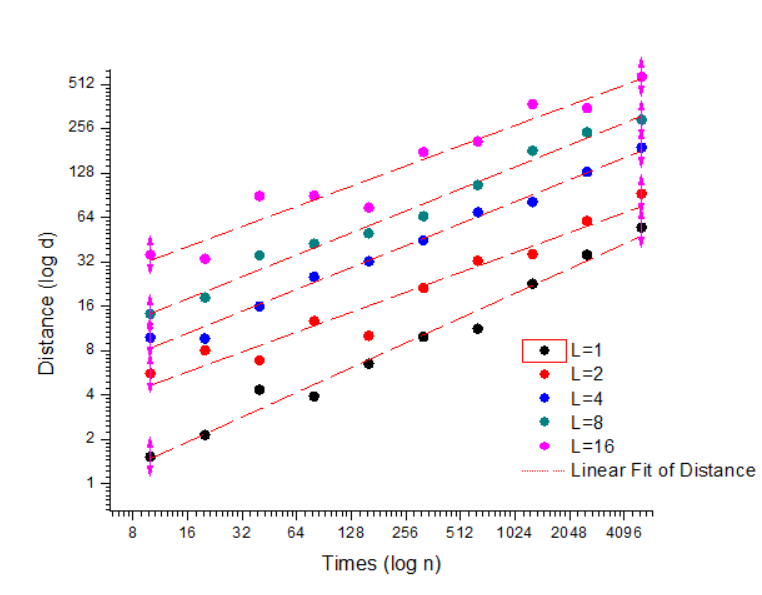 512
256
128
64
32
16
8
4
2
1
Distance (log d)
L=1
L=2
L=4
L=8
L=16
Linear Fit of Distance
8 16 32 64 128 256 512 1024 2048 4096
Times (log n)